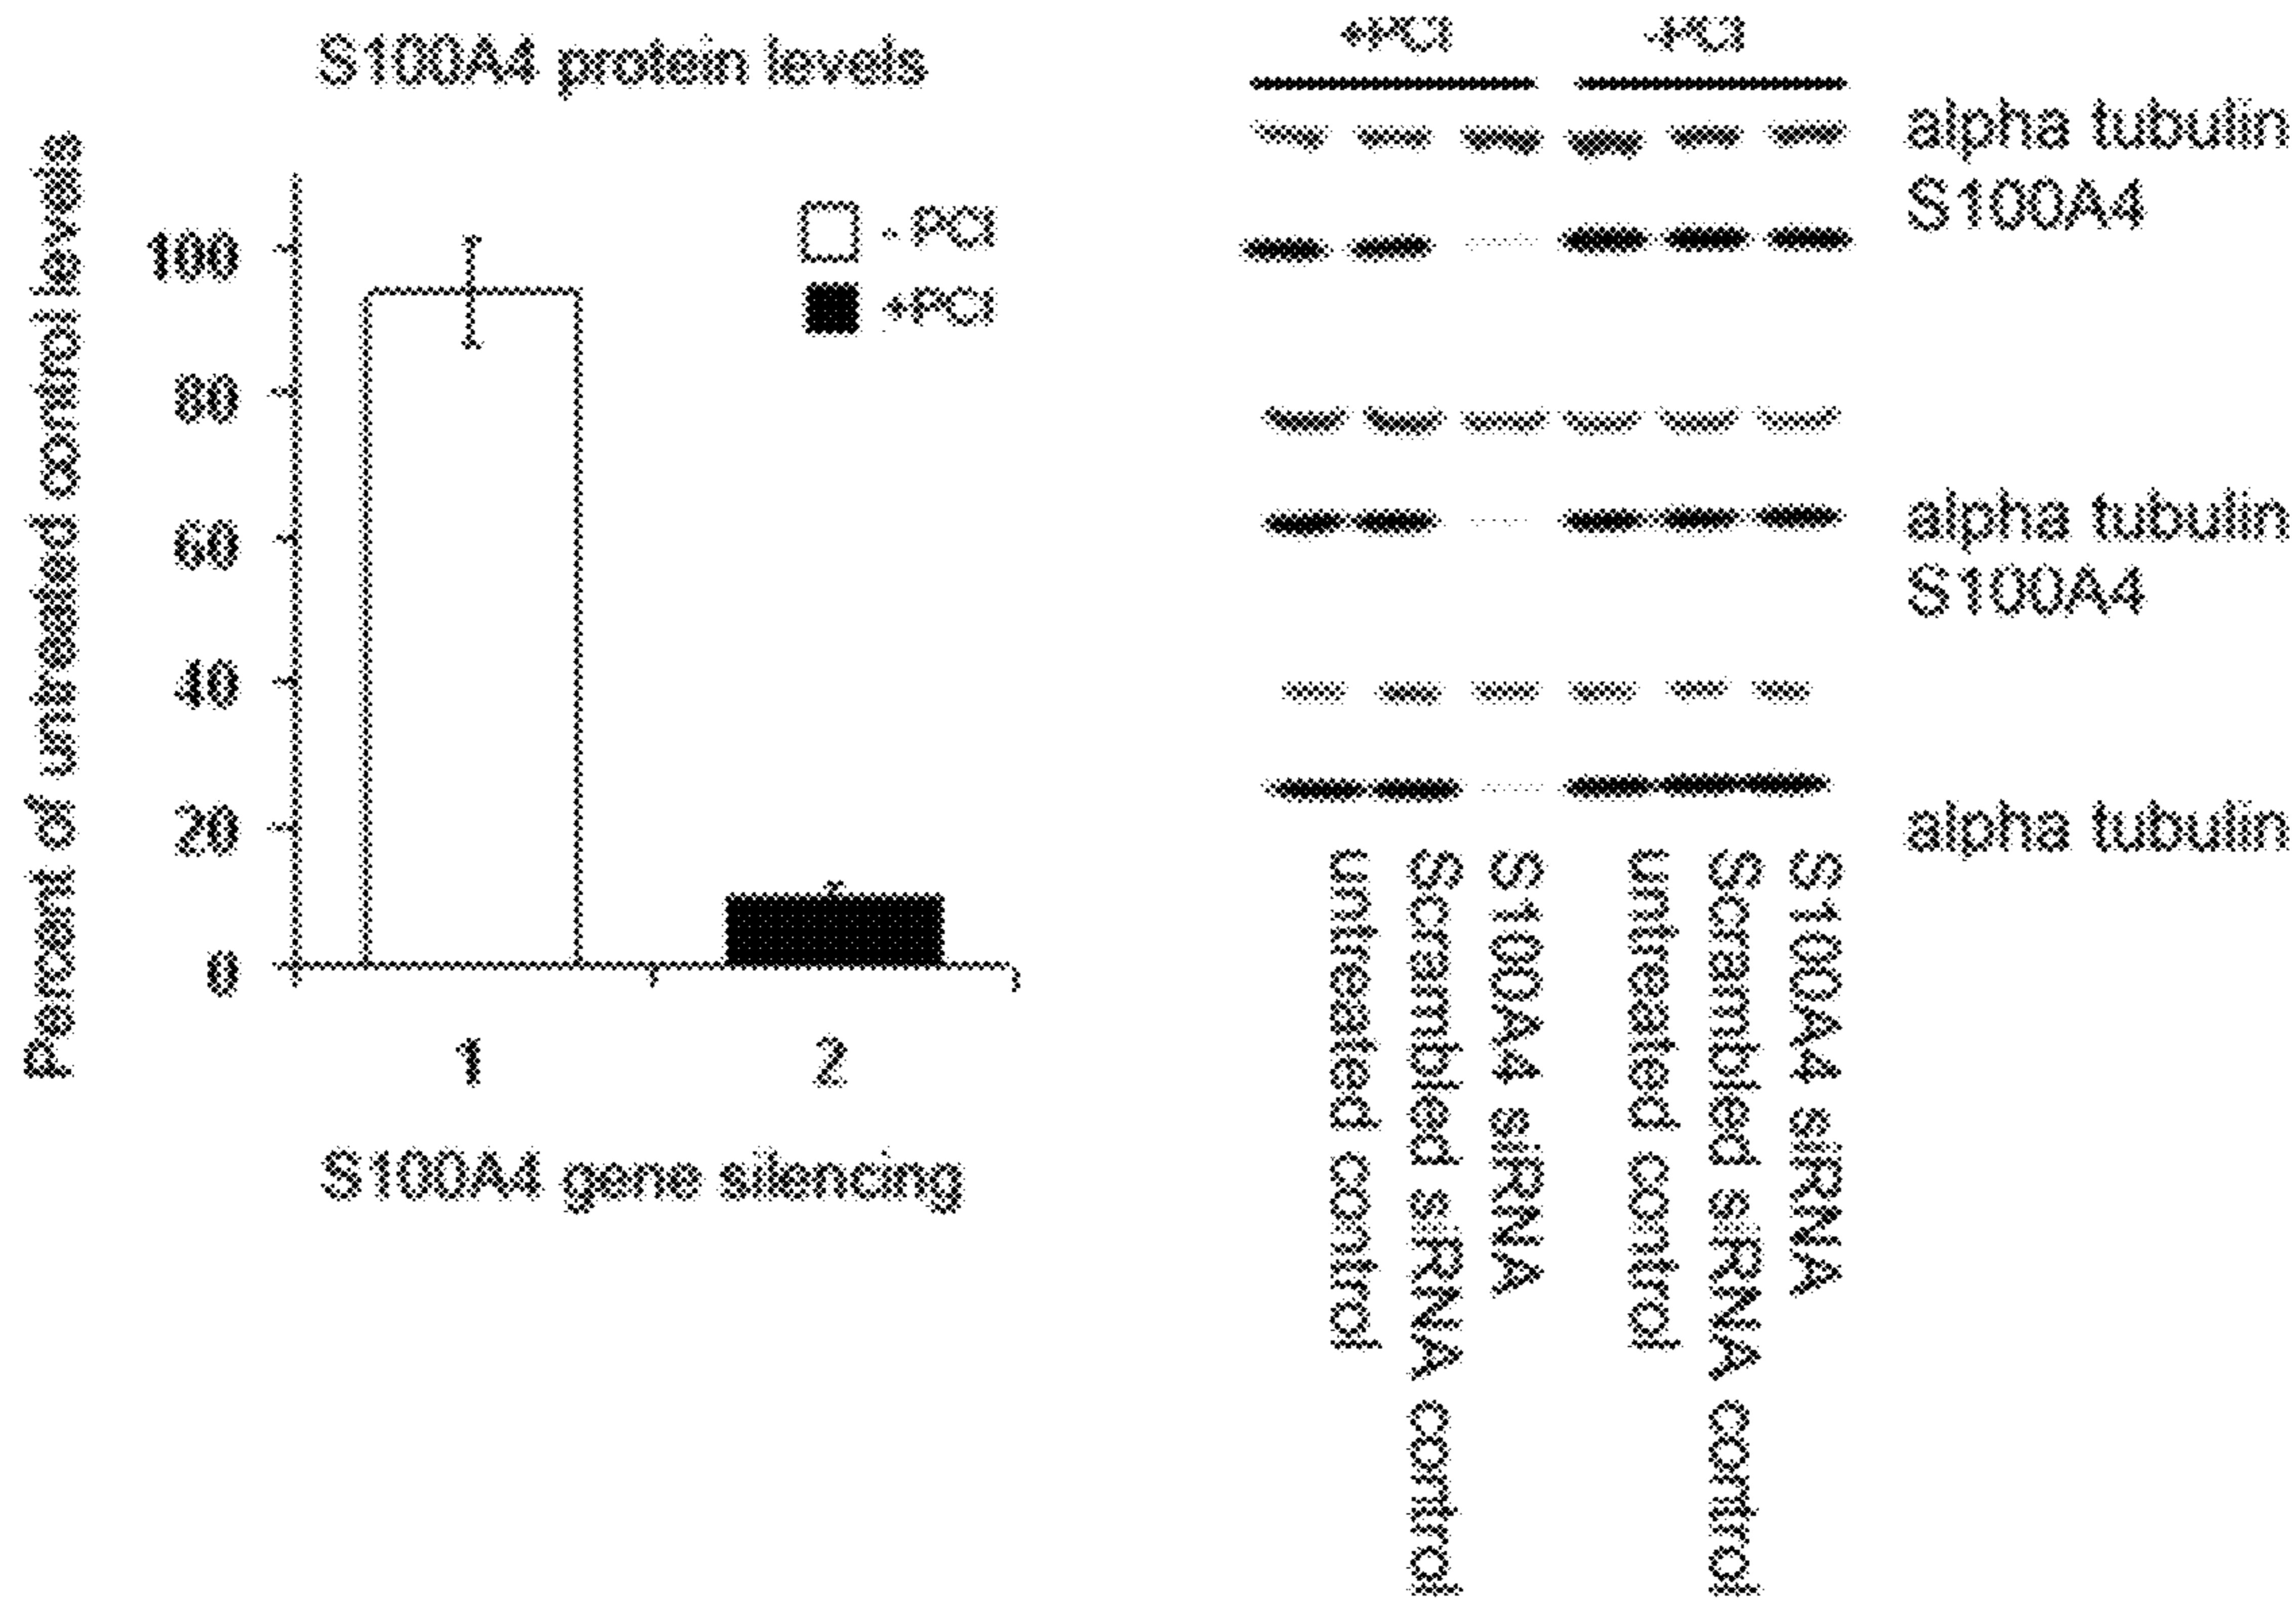 S100A4 protein levels
Percent of untreated control levels
100
80
60
40
20
0
- PCI
+PCI
1
2
S100A4 gene silencing
+PCI
-PCI
alpha tubulin
S100A4
alpha tubulin
S100A4
alpha tubulin
untreated control
Scrambled siRNA control
S100A4 siRNA
untreated control
Scrambled siRNA control
S100A4 siRNA